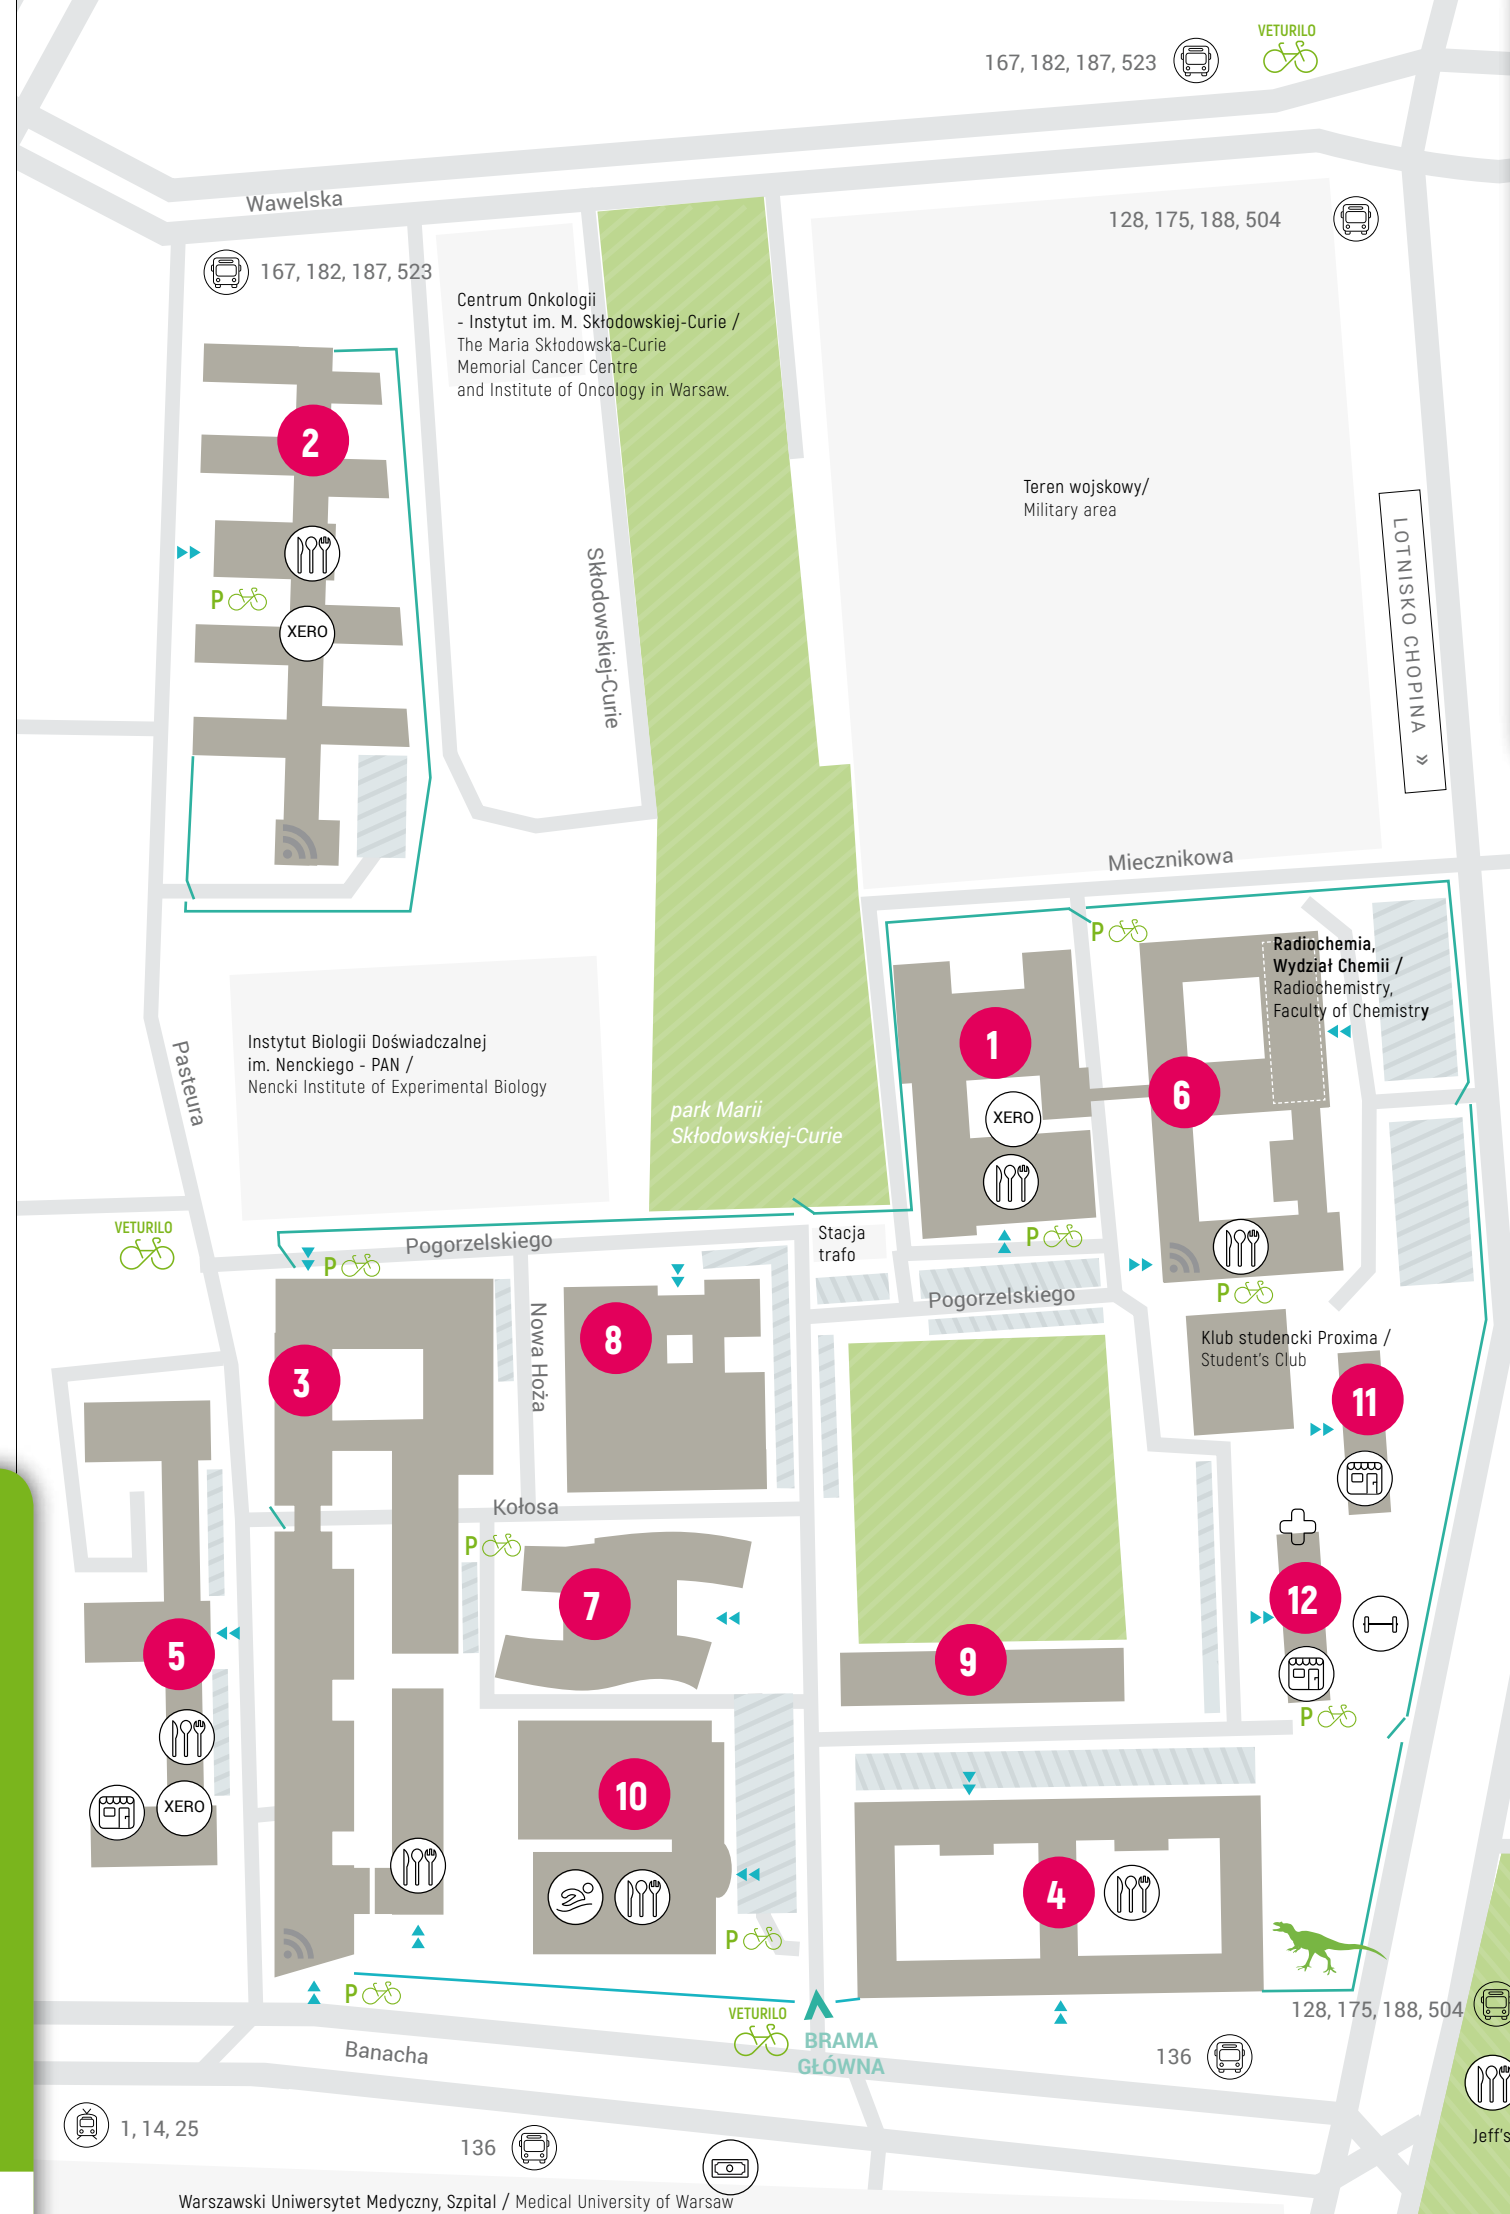 VETURILO
167, 182, 187, 523
Wawelska
128, 175, 188, 504
167, 182, 187, 523
Centrum Onkologii
- Instytut im. M. Skłodowskiej-Curie /
The Maria Skłodowska-Curie
Memorial Cancer Centre
and Institute of Oncology in Warsaw.
2
Teren wojskowy/
Military area
LOTNISKO CHOPINA »
Skłodowskiej-Curie
P
XERO
Miecznikowa
P
Radiochemia,
Wydział Chemii /
Radiochemistry,
Faculty of Chemistry
Instytut Biologii Doświadczalnej
im. Nenckiego - PAN /
Nencki Institute of Experimental Biology
Pasteura
1
6
park Marii
Skłodowskiej-Curie
XERO
VETURILO
Pogorzelskiego
Stacja
trafo
P
P
P
Pogorzelskiego
Nowa Hoża
8
Klub studencki Proxima /
Student's Club
3
11
Kołosa
P
7
12
5
9
P
XERO
10
4
P
P
VETURILO
BRAMA
GŁÓWNA
128, 175, 188, 504
Banacha
136
1, 14, 25
136
Jeff's
Warszawski Uniwersytet Medyczny, Szpital / Medical University of Warsaw